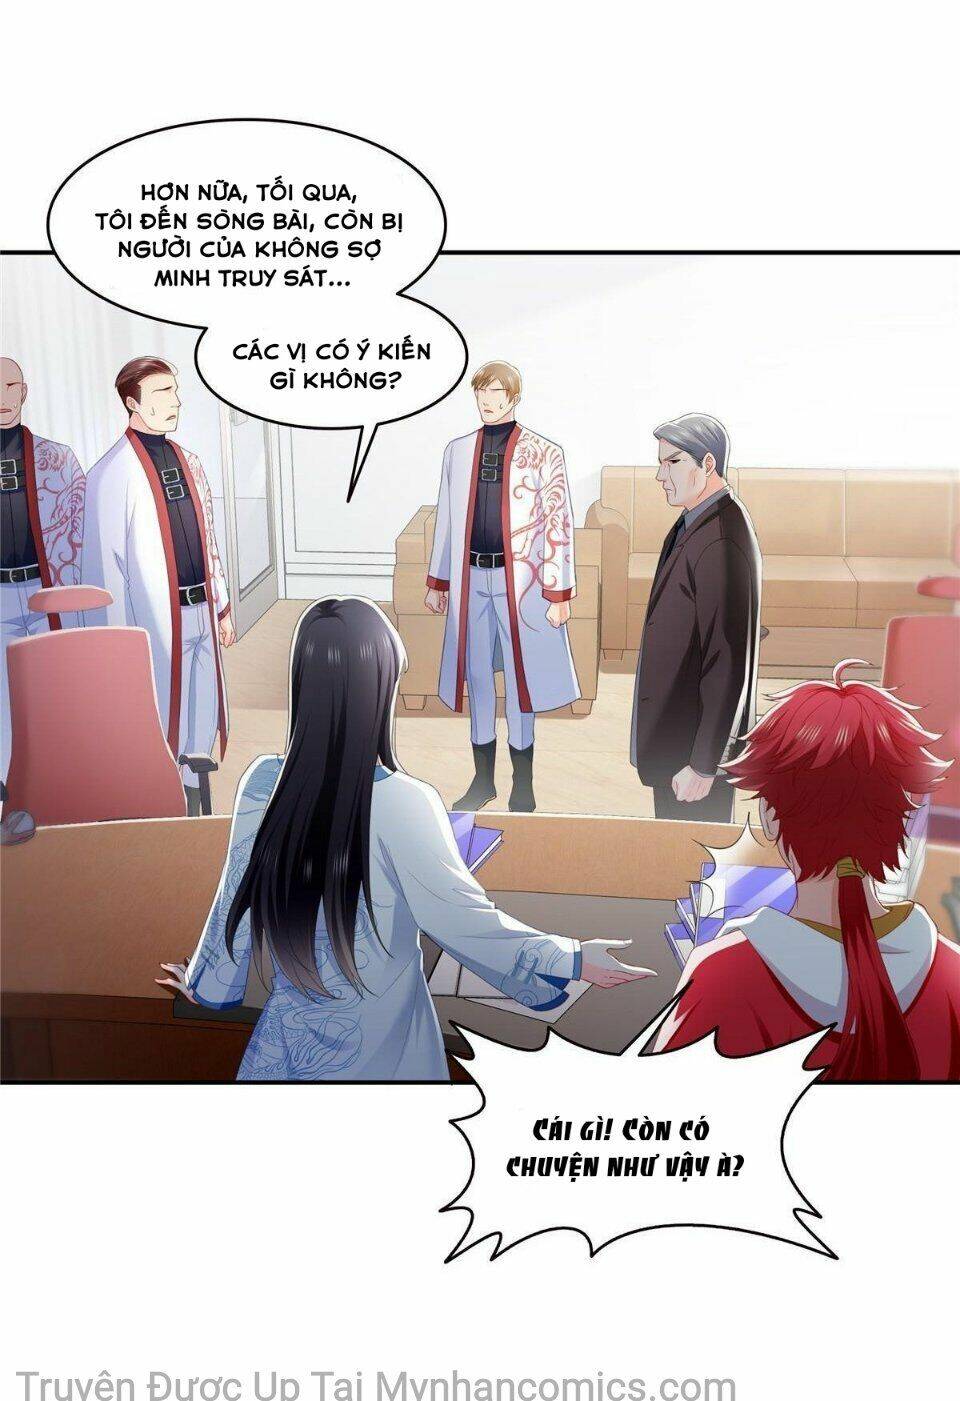 HƠN NỮA, TỐI QUA,
TÔI ĐẾN SÒNG BÀI, CÒN BỊ
NGƯỜI CỦA KHÔNG SỢ
MINH TRUY SÁT...
CÁC VỊ CÓ Ý KIẾN
GÌ KHÔNG?
CÁI GÌ! CÒN CÓ
CHUYỆN NHƯ VẬY À?
Truyện Được Up Tại Mynhancomics.com